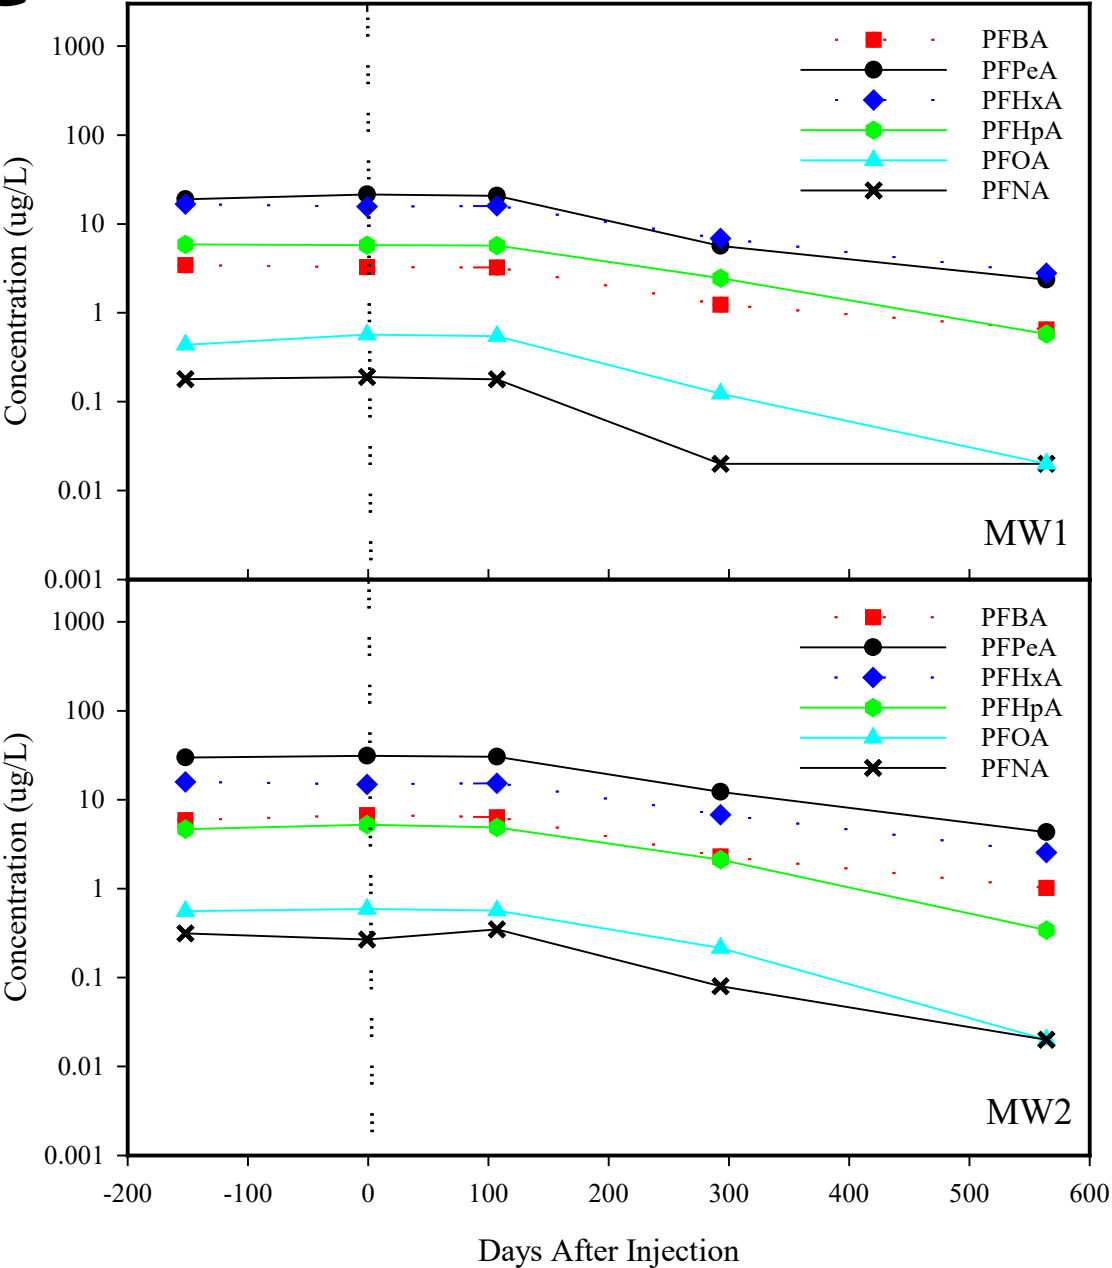 1000
100
10
1
0.1
0.01
0.001
Concentration (ug/L)
PFBA
PFPeA
PFHxA
PFHpA
PFOA
PFNA
MW1
1000
100
10
1
0.1
0.01
0.001
Concentration (ug/L)
PFBA
PFPeA
PFHxA
PFHpA
PFOA
PFNA
MW2
-200 -100 0 100 200 300 400 500 600
Days After Injection